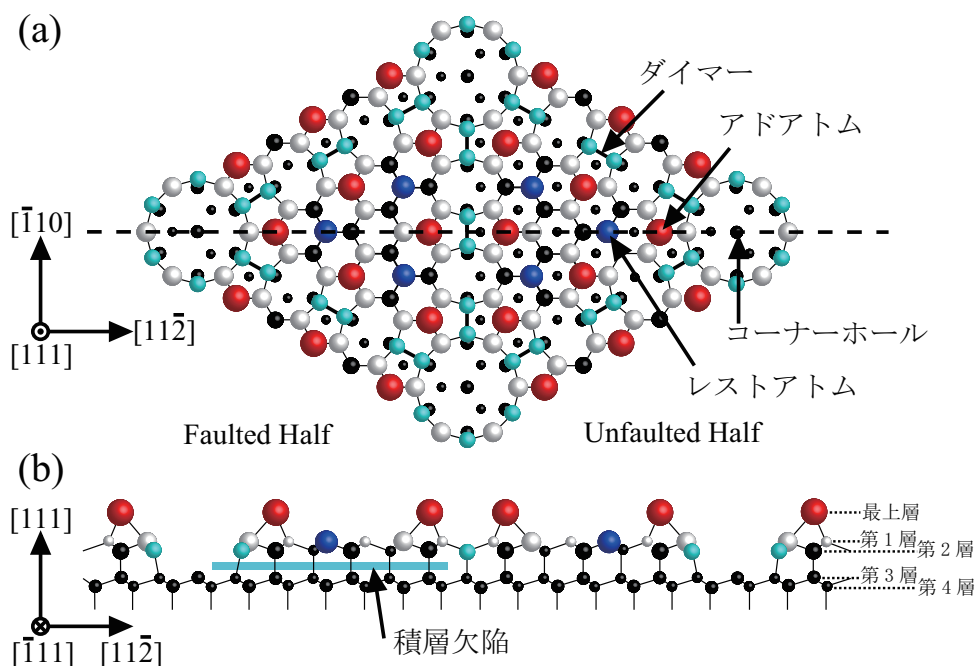 (a)
ダイマー
アドアトム
[1̄10]
[111]
[112̄]
コーナーホール
レストアトム
Faulted Half
Unfaulted Half
(b)
[111]
最上層
第1層
第2層
第3層
第4層
[1̄11]
[112̄]
積層欠陥